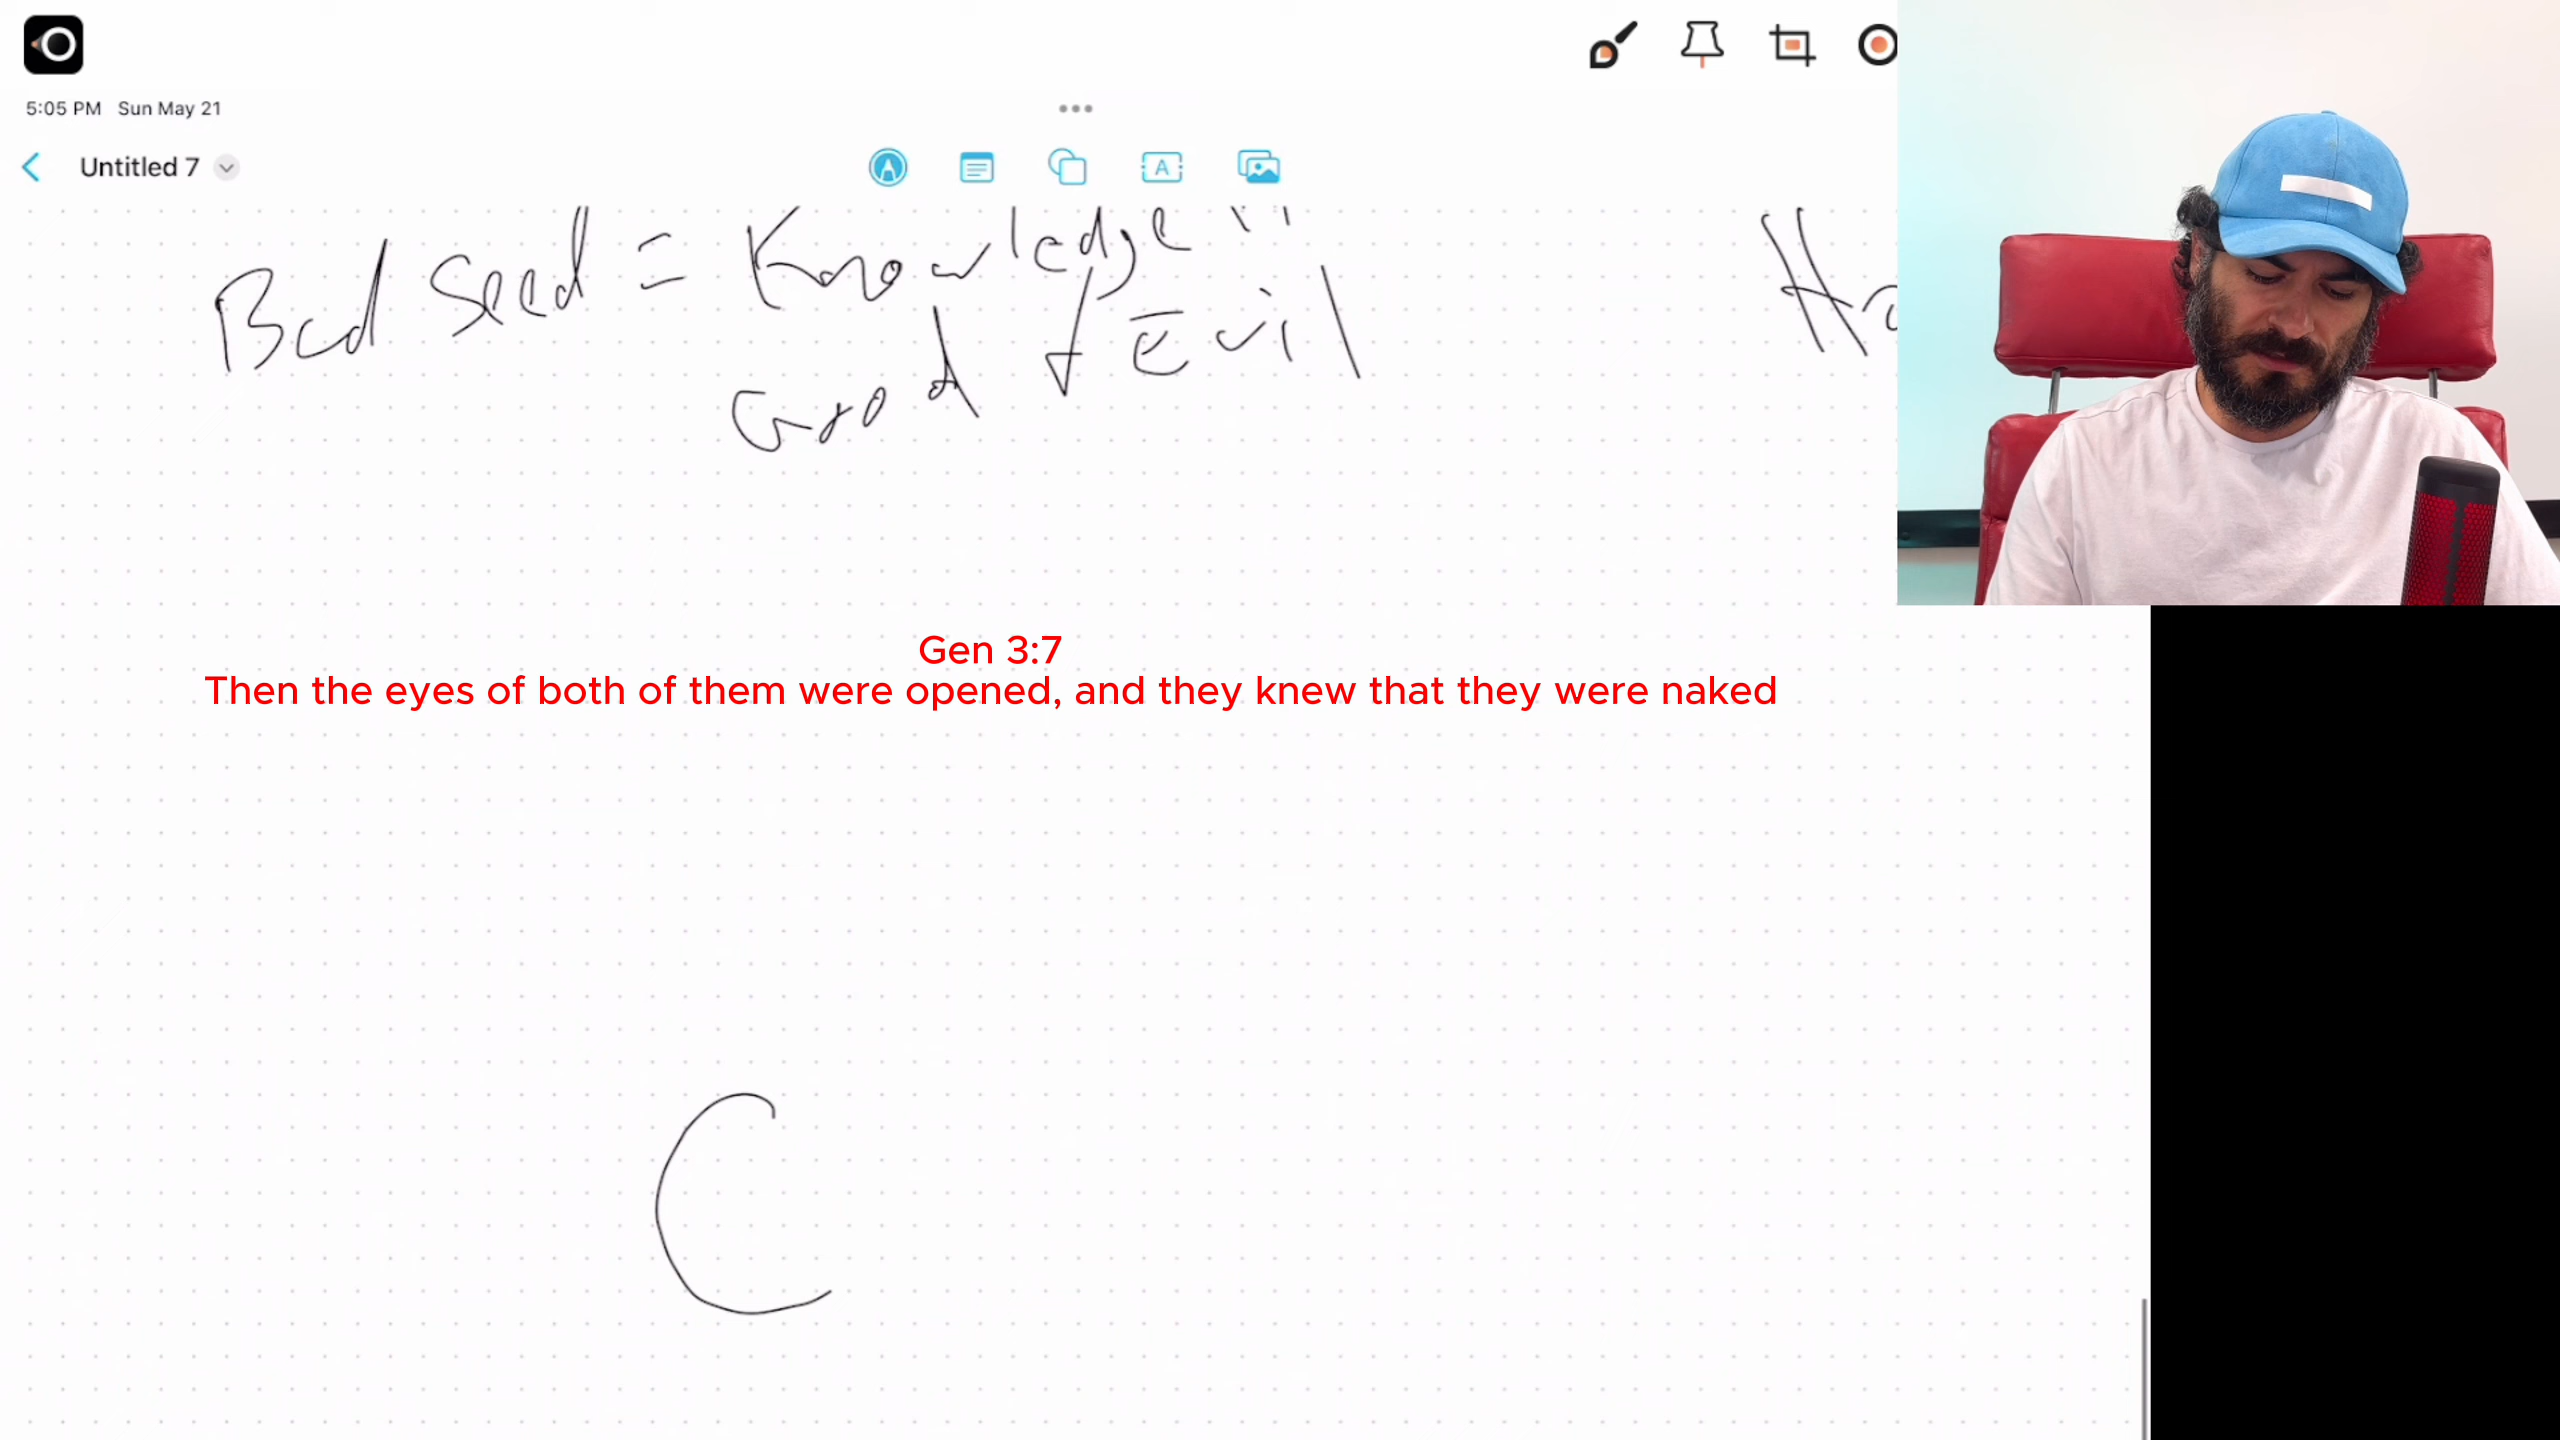 5:05 PM Sun May 21
Untitled 7
Bad Seed = Knowledge "
Good & Evil
Gen 3:7
Then the eyes of both of them were opened, and they knew that they were naked
C